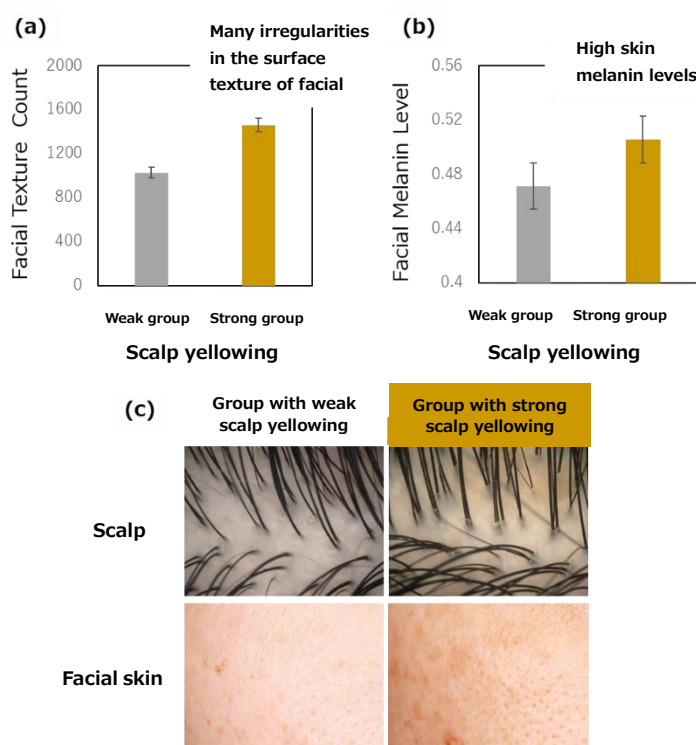 (a)
Many irregularities
in the surface
texture of facial
2000
1600
1200
800
400
0
Facial Texture Count
Weak group
Strong group
Scalp yellowing
(b)
High skin
melanin levels
0.56
0.52
0.48
0.44
0.4
Facial Melanin Level
Weak group
Strong group
Scalp yellowing
(c)
Group with weak
scalp yellowing
Group with strong
scalp yellowing
Scalp
Facial skin